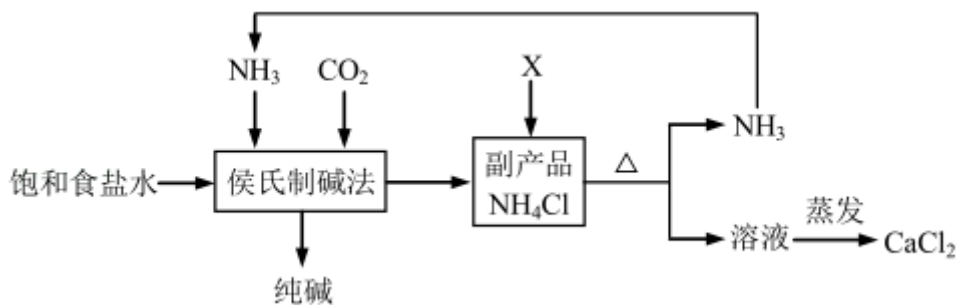 NH₃
CO₂
X
NH₃
饱和食盐水
侯氏制碱法
副产品
NH₄Cl
△
溶液
蒸发
CaCl₂
纯碱